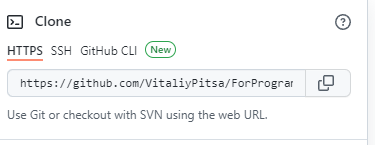 Clone
HTTPS SSH GitHub CLI New
https://github.com/VitaliyPitsa/ForProgram
Use Git or checkout with SVN using the web URL.